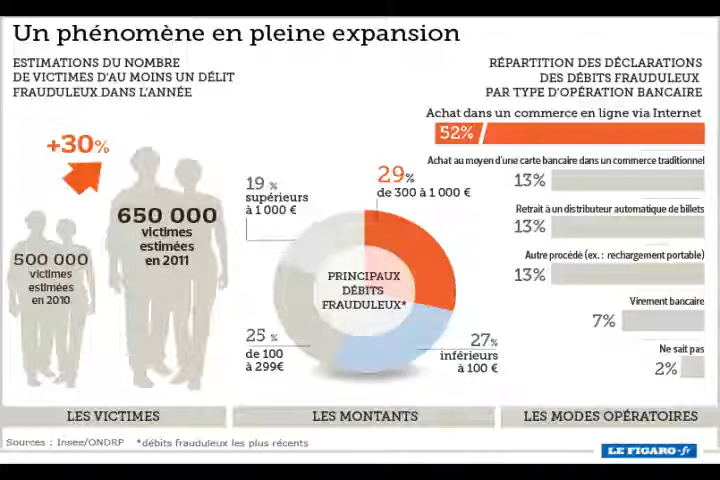 Un phénomène en pleine expansion
ESTIMATIONS DU NOMBRE
DE VICTIMES D'AU MOINS UN DÉLIT
FRAUDULEUX DANS L'ANNÉE
+30%
650 000
victimes
estimées
en 2011
500 000
victimes
estimées
en 2010
LES VICTIMES
19 %
supérieurs
à 1 000 €
29%
de 300 à 1 000 €
PRINCIPAUX
DÉBITS
FRAUDULEUX*
25 %
de 100
à 299€
27%
inférieurs
à 100 €
LES MONTANTS
RÉPARTITION DES DÉCLARATIONS
DES DÉBITS FRAUDULEUX
PAR TYPE D'OPÉRATION BANCAIRE
Achat dans un commerce en ligne via Internet
52%
Achat au moyen d'une carte bancaire dans un commerce traditionnel
13%
Retrait à un distributeur automatique de billets
13%
Autre procédé (ex. : rechargement portable)
13%
Virement bancaire
7%
Ne sait pas
2%
LES MODES OPÉRATOIRES
Sources : Insee/ONDRP *débits frauduleux les plus récents
LE FIGARO·fr